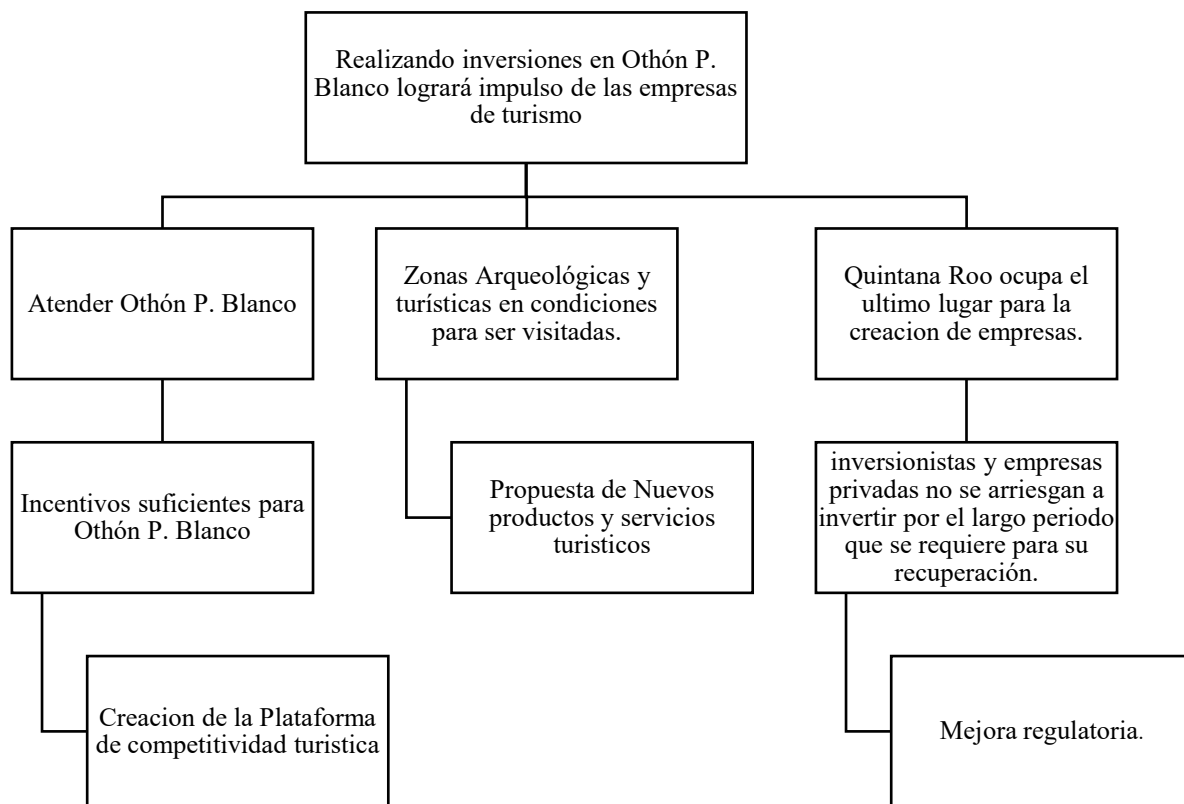 Realizando inversiones en Othón P.
Blanco logrará impulso de las empresas
de turismo
Atender Othón P. Blanco
Zonas Arqueológicas y
turísticas en condiciones
para ser visitadas.
Quintana Roo ocupa el
ultimo lugar para la
creacion de empresas.
Incentivos suficientes para
Othón P. Blanco
Propuesta de Nuevos
productos y servicios
turisticos
inversionistas y empresas
privadas no se arriesgan a
invertir por el largo periodo
que se requiere para su
recuperación.
Creacion de la Plataforma
de competitividad turistica
Mejora regulatoria.